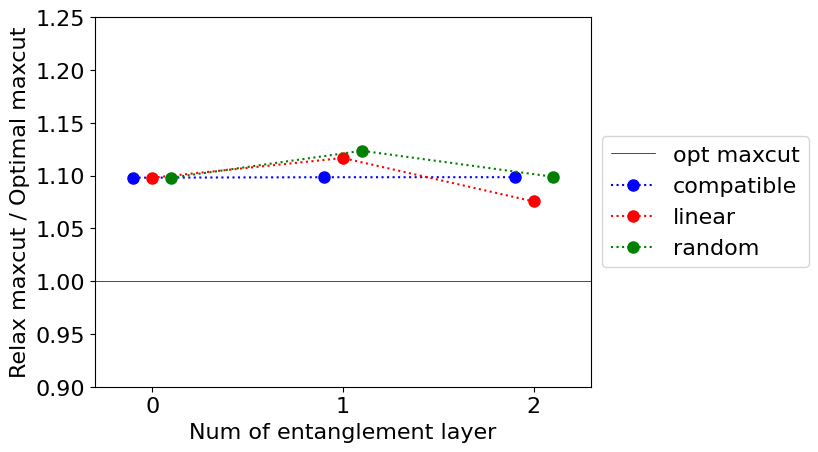 Relax maxcut / Optimal maxcut
1.25
1.20
1.15
1.10
1.05
1.00
0.95
0.90
0
1
2
Num of entanglement layer
opt maxcut
compatible
linear
random